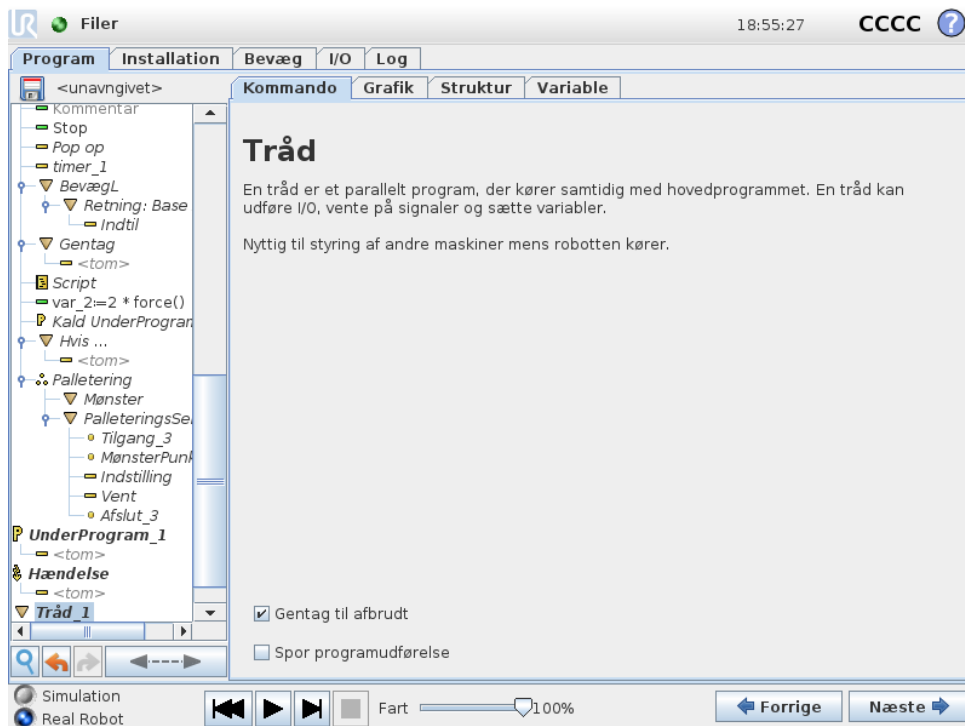 UR Filer 18:55:27 CCCC ?
Program Installation Bevæg I/O Log
<unavngivet>
Kommentar
Stop
Pop op
timer_1
BevægL
Retning: Base
Indtil
Gentag
<tom>
Script
var_2:=2 * force()
P Kald UnderProgram
Hvis ...
<tom>
Palletering
Mønster
PalleteringsSe
Tilgang_3
MønsterPunk
Indstilling
Vent
Afslut_3
P UnderProgram_1
<tom>
Hændelse
<tom>
Tråd_1
Kommando Grafik Struktur Variable
Tråd
En tråd er et parallelt program, der kører samtidig med hovedprogrammet. En tråd kan
udføre I/O, vente på signaler og sætte variabler.
Nyttig til styring af andre maskiner mens robotten kører.
Gentag til afbrudt
Spor programudførelse
Simulation
Real Robot
Fart 100%
Forrige Næste